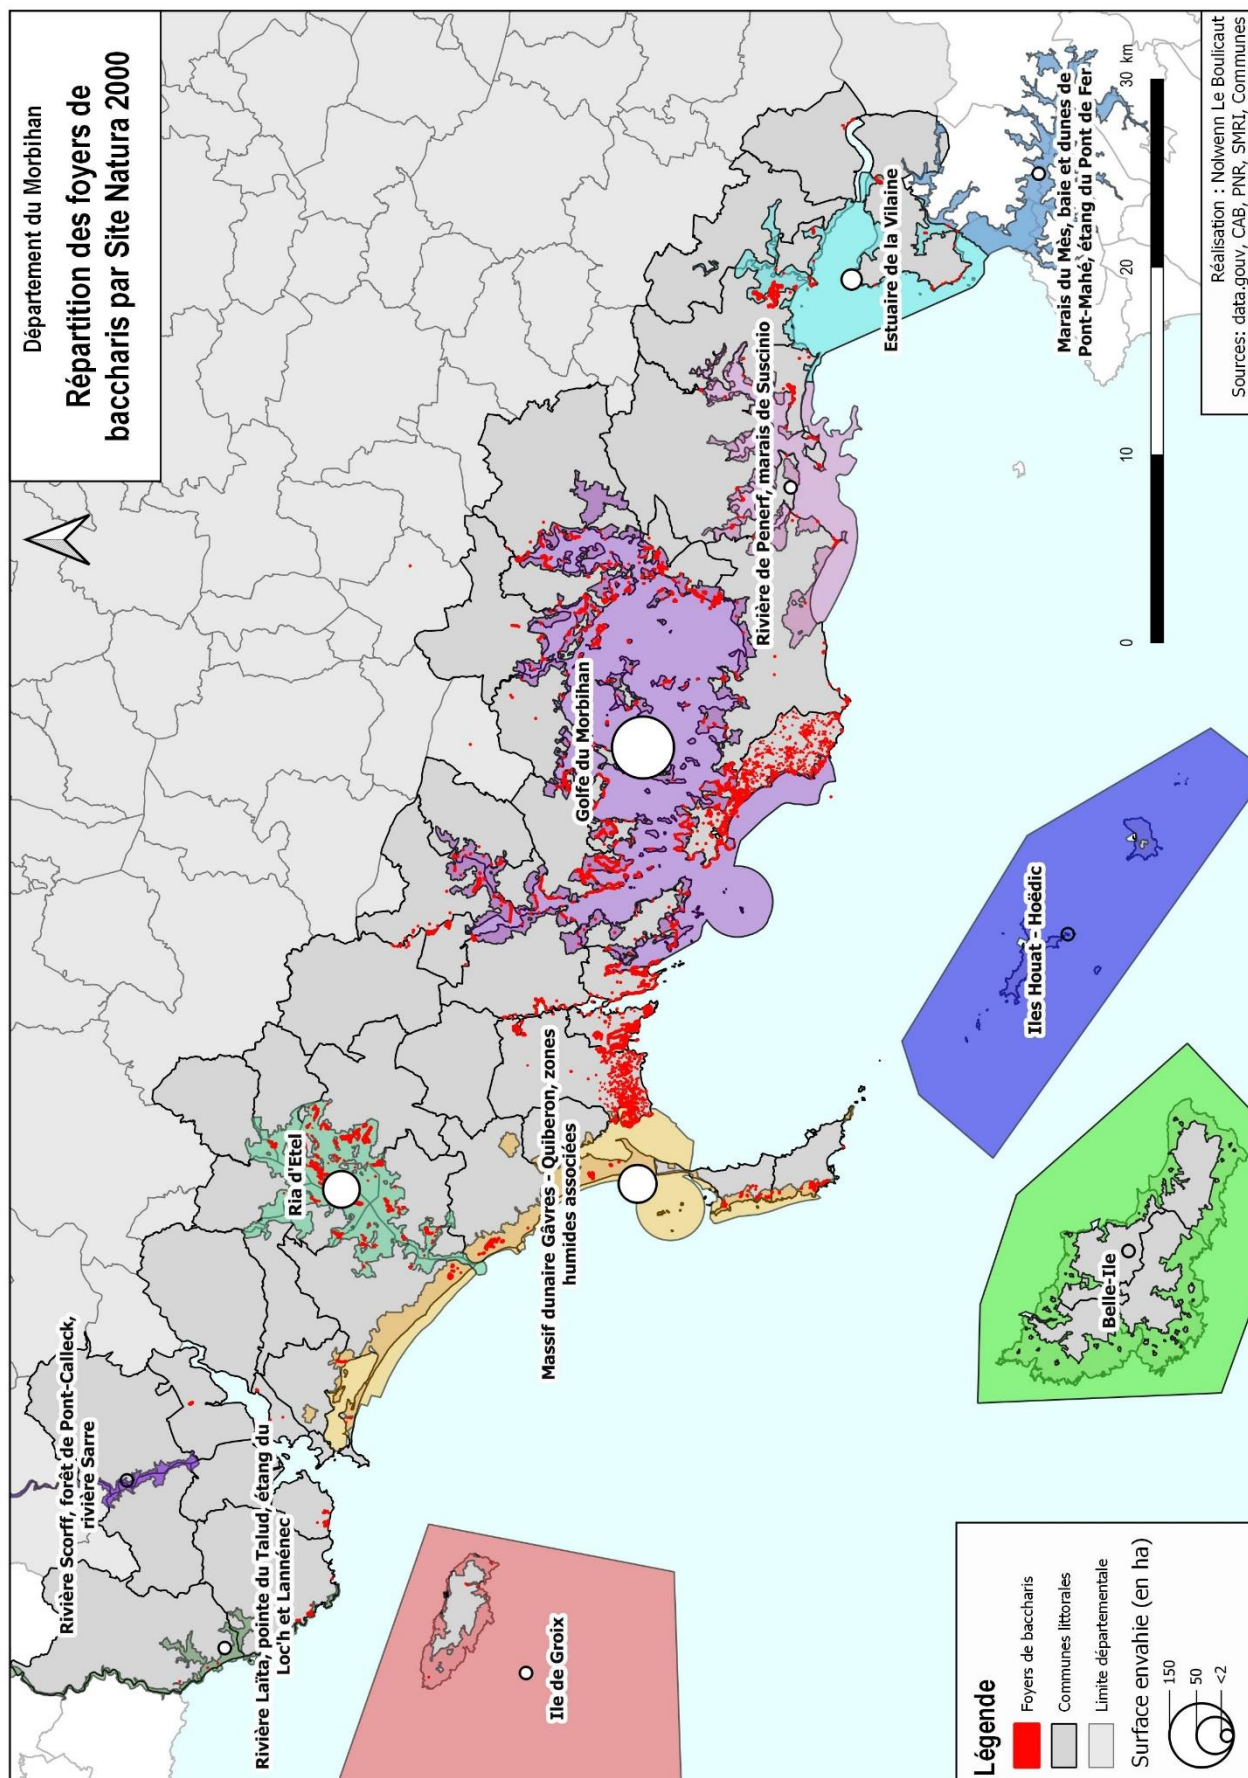 Département du Morbihan
Répartition des foyers de
baccharis par Site Natura 2000
Rivière Scorff, forêt de Pont-Calleck,
rivière Sarre
Rivière Laïta, pointe du Talud, étang du
Loc'h et Lannénec
Ria d'Etel
Massif dunaire Gâvres - Quiberon, zones
humides associées
Golfe du Morbihan
Rivière de Penerf, marais de Suscinio
Estuaire de la Vilaine
Marais du Mès, baie et dunes de
Pont-Mahé, étang du Pont de Fer
Ile de Groix
Belle-Ile
Iles Houat - Hoëdic
Légende
Foyers de baccharis
Communes littorales
Limite départementale
Surface envahie (en ha)
150
50
<2
0 10 20 30 km
Réalisation : Nolwenn Le Boulicaut
Sources: data.gouv, CAB, PNR, SMRI, Communes